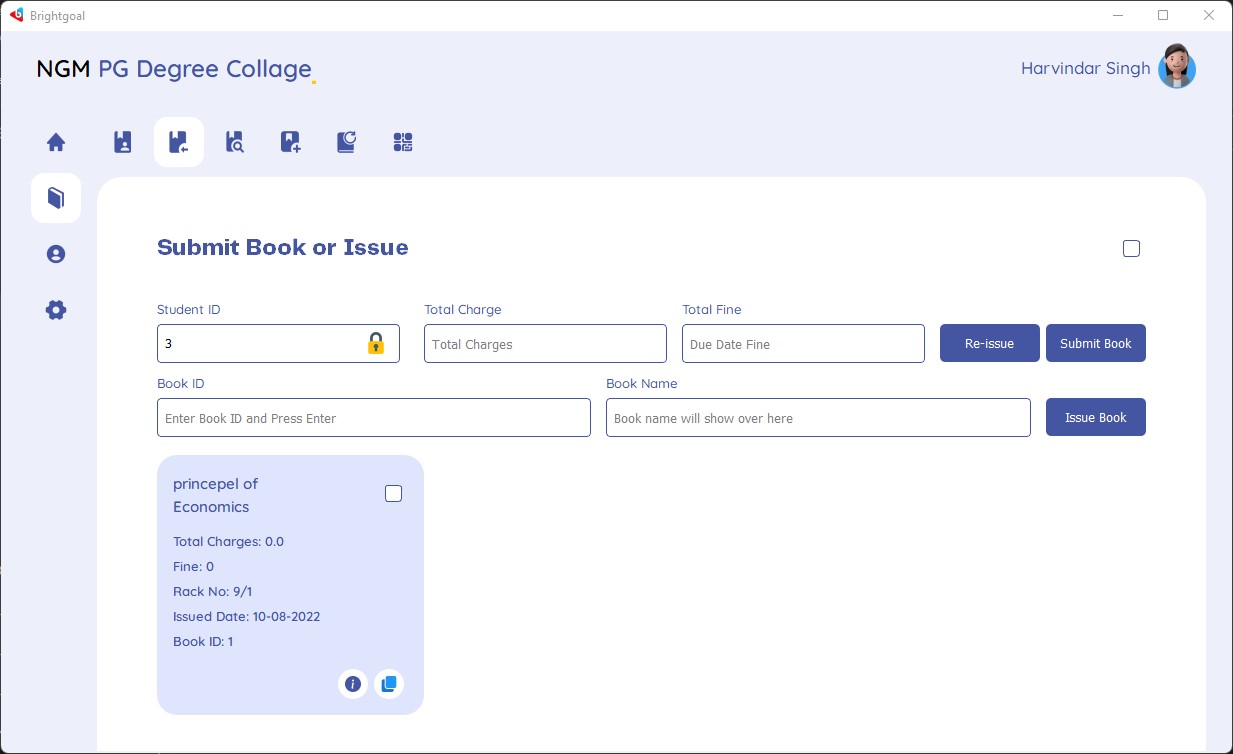 Brightgoal
NGM PG Degree Collage.
Harvindar Singh
Submit Book or Issue
Student ID
Total Charge
Total Fine
3
Total Charges
Due Date Fine
Re-issue
Submit Book
Book ID
Book Name
Enter Book ID and Press Enter
Book name will show over here
Issue Book
princepel of
Economics
Total Charges: 0.0
Fine: 0
Rack No: 9/1
Issued Date: 10-08-2022
Book ID: 1